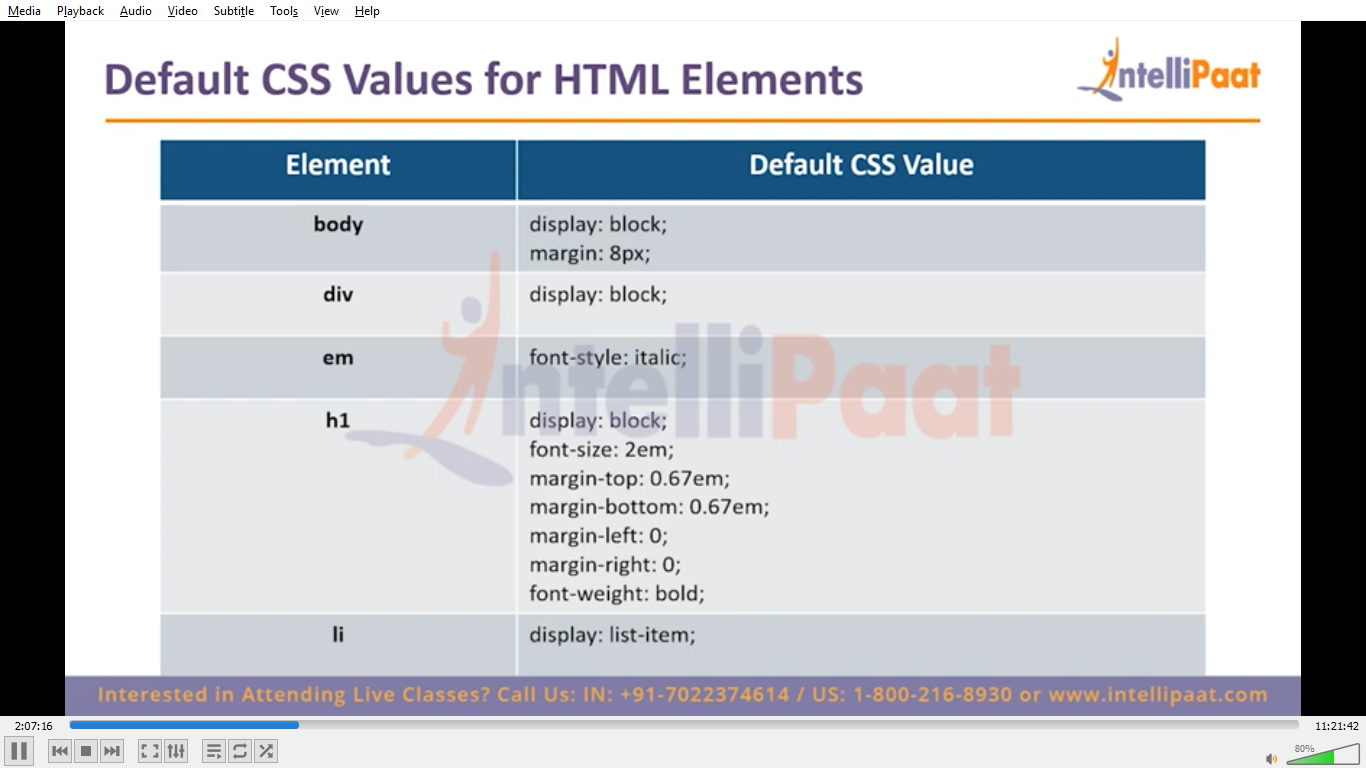 Media Playback Audio Video Subtitle Tools View Help
Default CSS Values for HTML Elements
IntelliPaat
Element Default CSS Value
body display: block;
margin: 8px;
div display: block;
em font-style: italic;
h1 display: block;
font-size: 2em;
margin-top: 0.67em;
margin-bottom: 0.67em;
margin-left: 0;
margin-right: 0;
font-weight: bold;
li display: list-item;
IntelliPaat
Interested in Attending Live Classes? Call Us: IN: +91-7022374614 / US: 1-800-216-8930 or www.intellipaat.com
2:07:16 11:21:42
80%